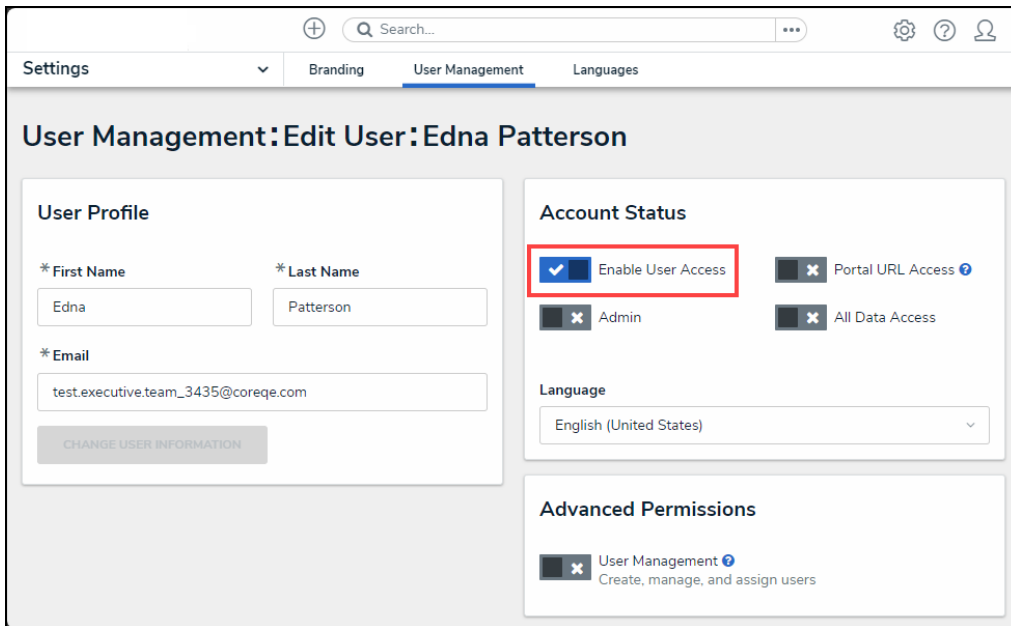 Search...
Settings
Branding
User Management
Languages
User Management:Edit User:Edna Patterson
User Profile
*First Name
*Last Name
Edna
Patterson
*Email
test.executive.team_3435@coreqe.com
CHANGE USER INFORMATION
Account Status
Enable User Access
Portal URL Access ?
Admin
All Data Access
Language
English (United States)
Advanced Permissions
User Management ?
Create, manage, and assign users